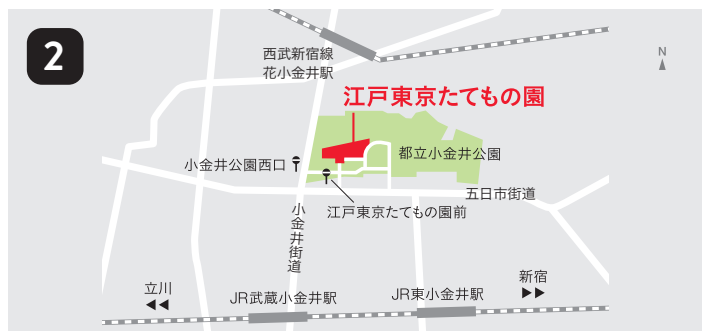 2
西武新宿線
花小金井駅
N
江戸東京たてもの園
都立小金井公園
小金井公園西口
五日市街道
江戸東京たてもの園前
小金井街道
立川
JR武蔵小金井駅
JR東小金井駅
新宿